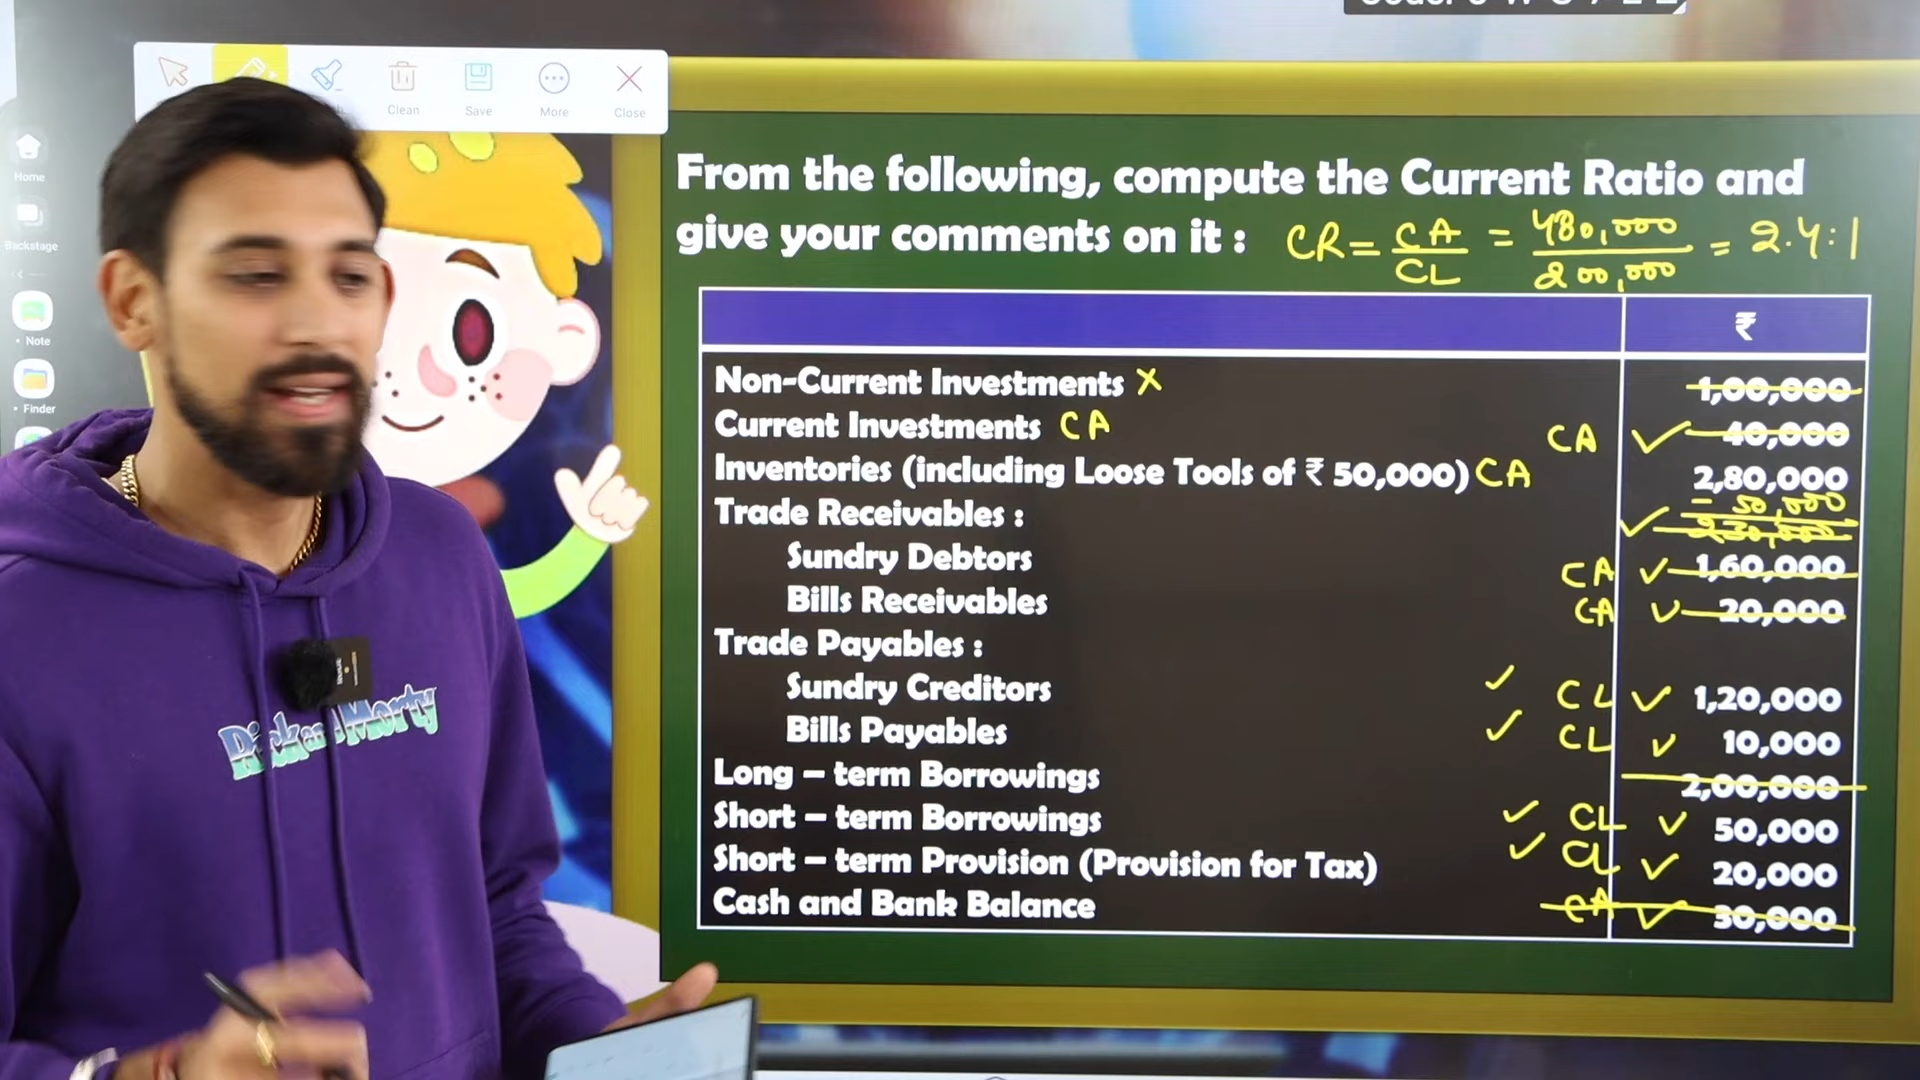 Clean Save More Close
Home
Backstage
Note
Finder
From the following, compute the Current Ratio and
give your comments on it : CR = CA/CL = 480,000/200,000 = 2.4:1
₹
Non-Current Investments X 1,00,000
Current Investments CA CA ✓ 40,000
Inventories (including Loose Tools of ₹ 50,000) CA 2,80,000
- 50,000
Trade Receivables : ✓ 230,000
Sundry Debtors CA ✓ 1,60,000
Bills Receivables CA ✓ 20,000
Trade Payables :
Sundry Creditors ✓ CL ✓ 1,20,000
Bills Payables ✓ CL ✓ 10,000
Long – term Borrowings 2,00,000
Short – term Borrowings ✓ CL ✓ 50,000
Short – term Provision (Provision for Tax) ✓ CL ✓ 20,000
Cash and Bank Balance CA ✓ 30,000
Rick and Morty